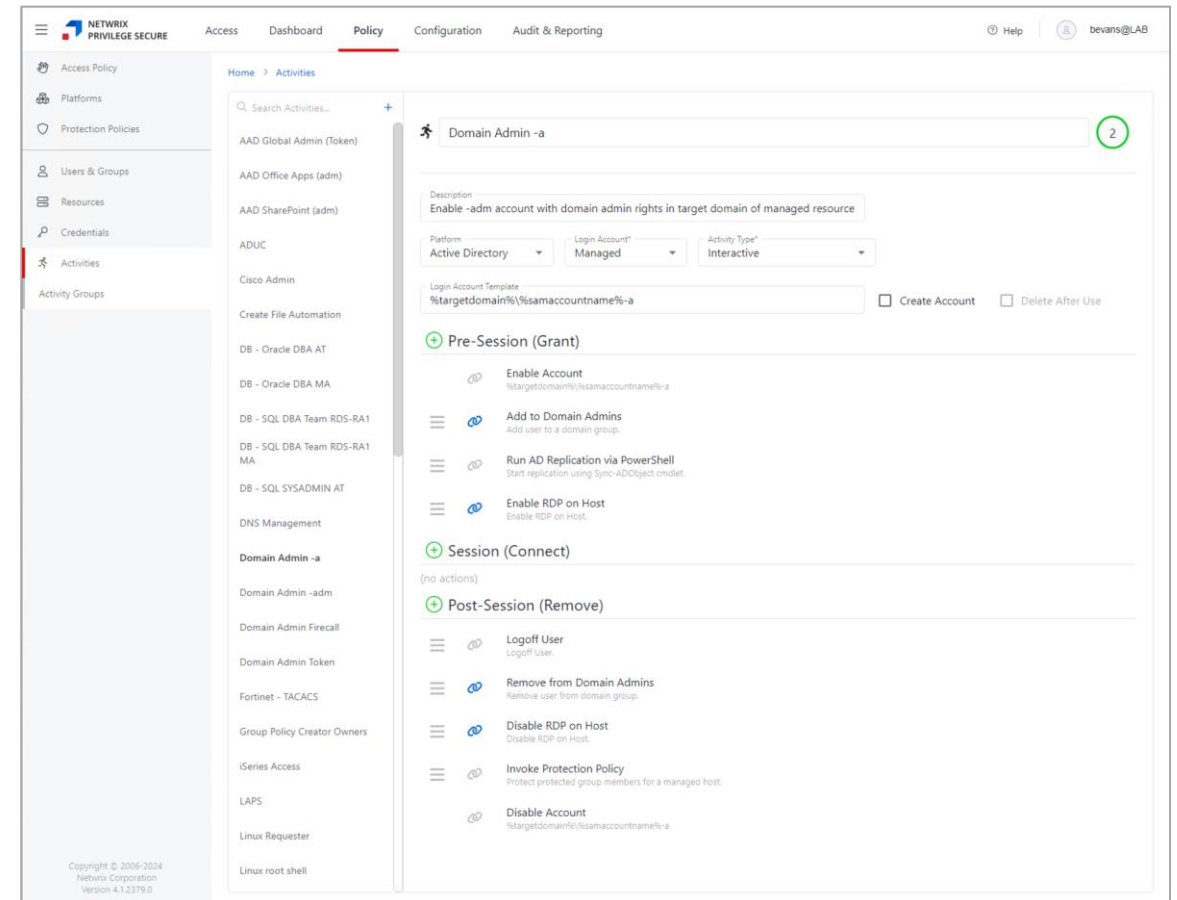 NETWRIX
PRIVILEGE SECURE
Access Dashboard Policy Configuration Audit & Reporting
Help bevans@LAB
Access Policy
Platforms
Protection Policies
Users & Groups
Resources
Credentials
Activities
Activity Groups
Copyright © 2006-2024
Netwrix Corporation
Version 4.1.2379.0
Home > Activities
Search Activities...
AAD Global Admin (Token)
AAD Office Apps (adm)
AAD SharePoint (adm)
ADUC
Cisco Admin
Create File Automation
DB - Oracle DBA AT
DB - Oracle DBA MA
DB - SQL DBA Team RDS-RA1
DB - SQL DBA Team RDS-RA1
MA
DB - SQL SYSADMIN AT
DNS Management
Domain Admin -a
Domain Admin -adm
Domain Admin Firecall
Domain Admin Token
Fortinet - TACACS
Group Policy Creator Owners
iSeries Access
LAPS
Linux Requester
Linux root shell
Domain Admin -a
2
Description
Enable -adm account with domain admin rights in target domain of managed resource
Platform Login Account* Activity Type*
Active Directory Managed Interactive
Login Account Template
%targetdomain%\%samaccountname%-a
Create Account Delete After Use
Pre-Session (Grant)
Enable Account
%targetdomain%\%samaccountname%-a
Add to Domain Admins
Add user to a domain group.
Run AD Replication via PowerShell
Start replication using Sync-ADObject cmdlet.
Enable RDP on Host
Enable RDP on Host.
Session (Connect)
(no actions)
Post-Session (Remove)
Logoff User
Logoff User.
Remove from Domain Admins
Remove user from domain group.
Disable RDP on Host
Disable RDP on Host.
Invoke Protection Policy
Protect protected group members for a managed host.
Disable Account
%targetdomain%\%samaccountname%-a